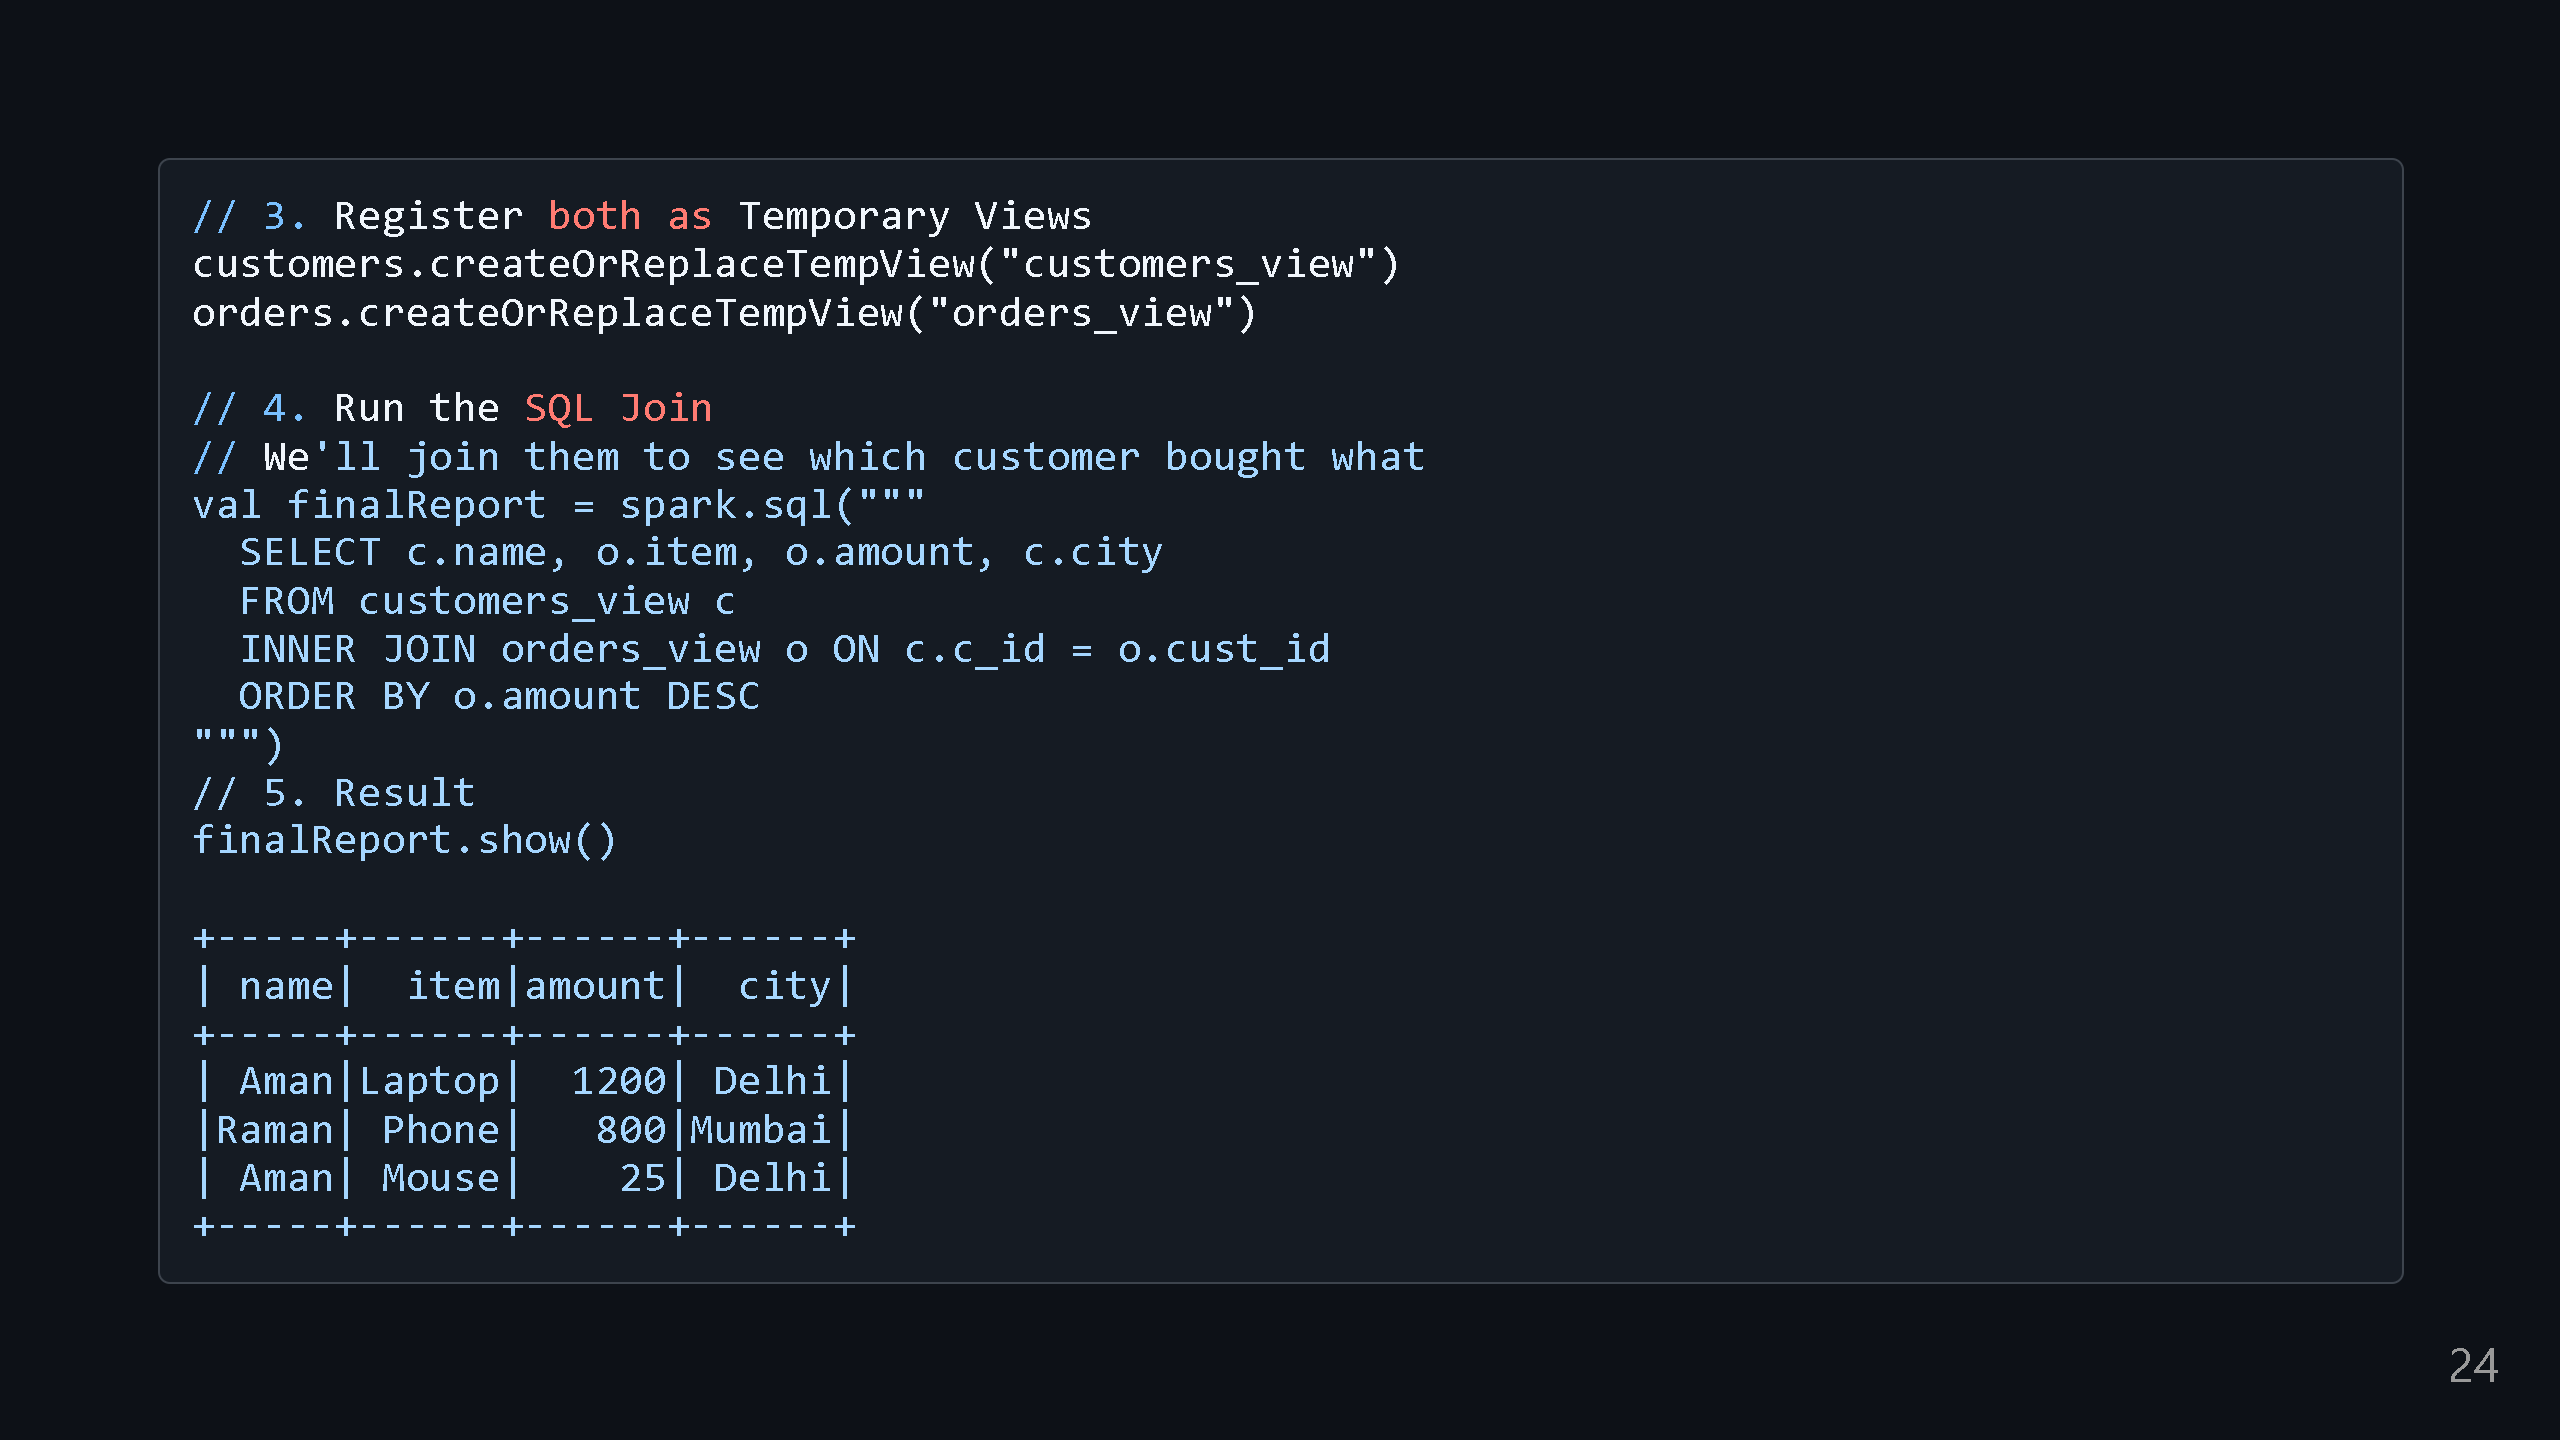 // 3. Register both as Temporary Views
customers.createOrReplaceTempView("customers_view")
orders.createOrReplaceTempView("orders_view")

// 4. Run the SQL Join
// We'll join them to see which customer bought what
val finalReport = spark.sql("""
  SELECT c.name, o.item, o.amount, c.city
  FROM customers_view c
  INNER JOIN orders_view o ON c.c_id = o.cust_id
  ORDER BY o.amount DESC
""")
// 5. Result
finalReport.show()

+-----+------+------+------+
| name|  item|amount|  city|
+-----+------+------+------+
| Aman|Laptop|  1200| Delhi|
|Raman| Phone|   800|Mumbai|
| Aman| Mouse|    25| Delhi|
+-----+------+------+------+
24